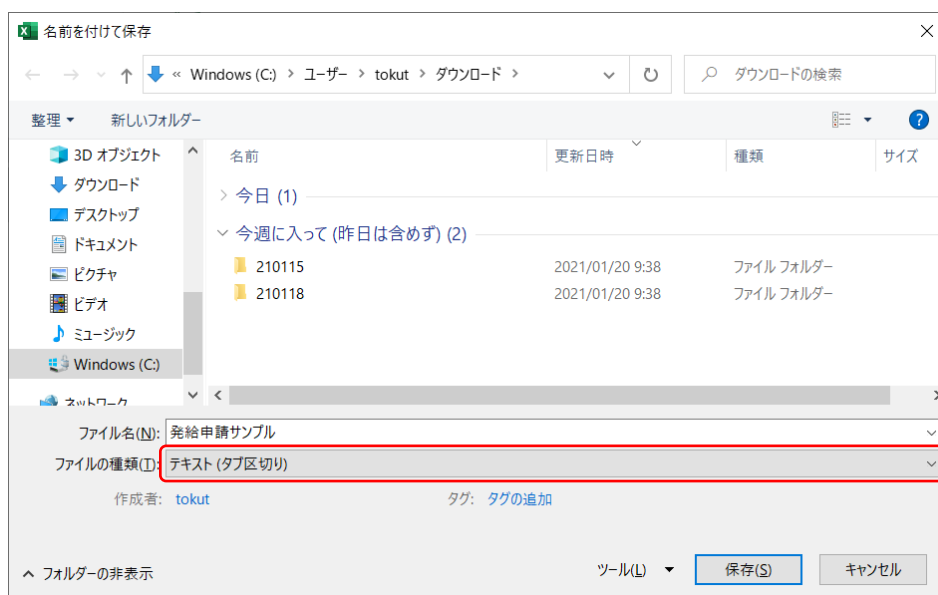 名前を付けて保存
« Windows (C:) > ユーザー > tokut > ダウンロード >
ダウンロードの検索
整理
新しいフォルダー
3D オブジェクト
ダウンロード
デスクトップ
ドキュメント
ピクチャ
ビデオ
ミュージック
Windows (C:)
ネットワーク
名前 更新日時 種類 サイズ
今日 (1)
今週に入って (昨日は含めず) (2)
210115 2021/01/20 9:38 ファイル フォルダー
210118 2021/01/20 9:38 ファイル フォルダー
ファイル名(N): 発給申請サンプル
ファイルの種類(T): テキスト (タブ区切り)
作成者: tokut タグ: タグの追加
フォルダーの非表示
ツール(L) 保存(S) キャンセル